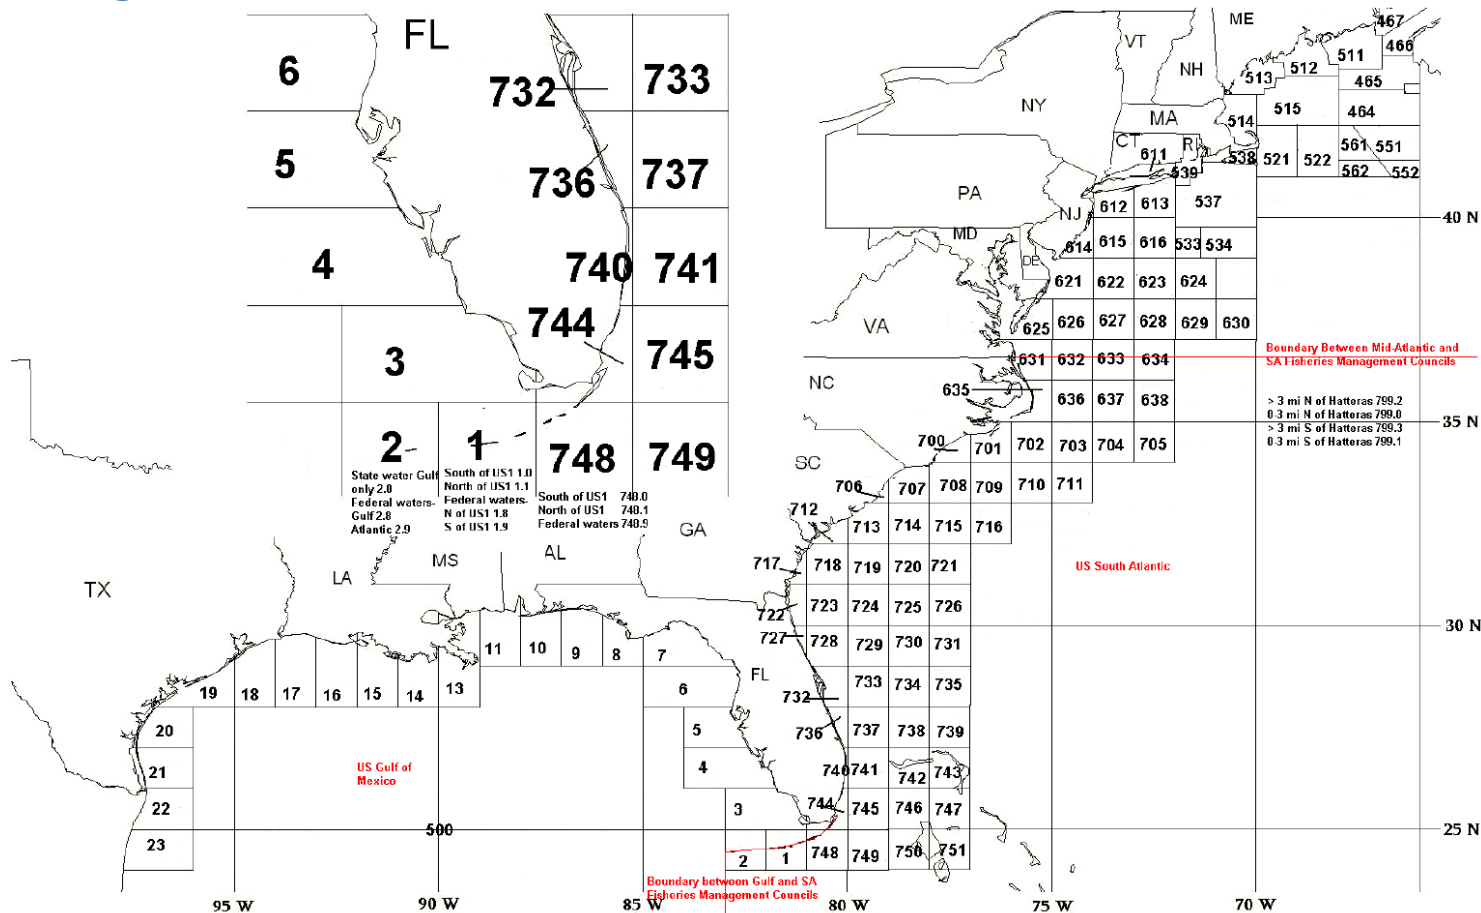 FL
6
732
733
5
736
737
4
740
741
744
745
3
2
1
748
749
State water Gulf
only 2.0
Federal waters-
Gulf 2.8
Atlantic 2.9
South of US1 1.0
North of US1 1.1
Federal waters-
N of US1 1.8
S of US1 1.9
South of US1 748.0
North of US1 748.1
Federal waters 748.9
ME
467
VT
466
511
NH
512
513
465
NY
515
464
MA
514
CT
RI
561
551
611
538
521
522
539
562
552
PA
612
613
537
NJ
40 N
MD
614
615
616
533
534
DE
621
622
623
624
VA
625
626
627
628
629
630
Boundary Between Mid-Atlantic and
SA Fisheries Management Councils
631
632
633
634
NC
635
636
637
638
> 3 mi N of Hatteras 799.2
0-3 mi N of Hatteras 799.0
> 3 mi S of Hatteras 799.3
0-3 mi S of Hatteras 799.1
35 N
700
701
702
703
704
705
SC
706
707
708
709
710
711
712
713
714
715
716
GA
AL
MS
LA
TX
717
718
719
720
721
US South Atlantic
722
723
724
725
726
30 N
727
728
729
730
731
11
10
9
8
7
FL
6
732
733
734
735
19
18
17
16
15
14
13
20
5
736
737
738
739
21
4
740
741
742
743
US Gulf of
Mexico
22
3
744
745
746
747
23
500
25 N
2
1
748
749
750
751
Boundary between Gulf and SA
Fisheries Management Councils
95 W
90 W
85 W
80 W
75 W
70 W